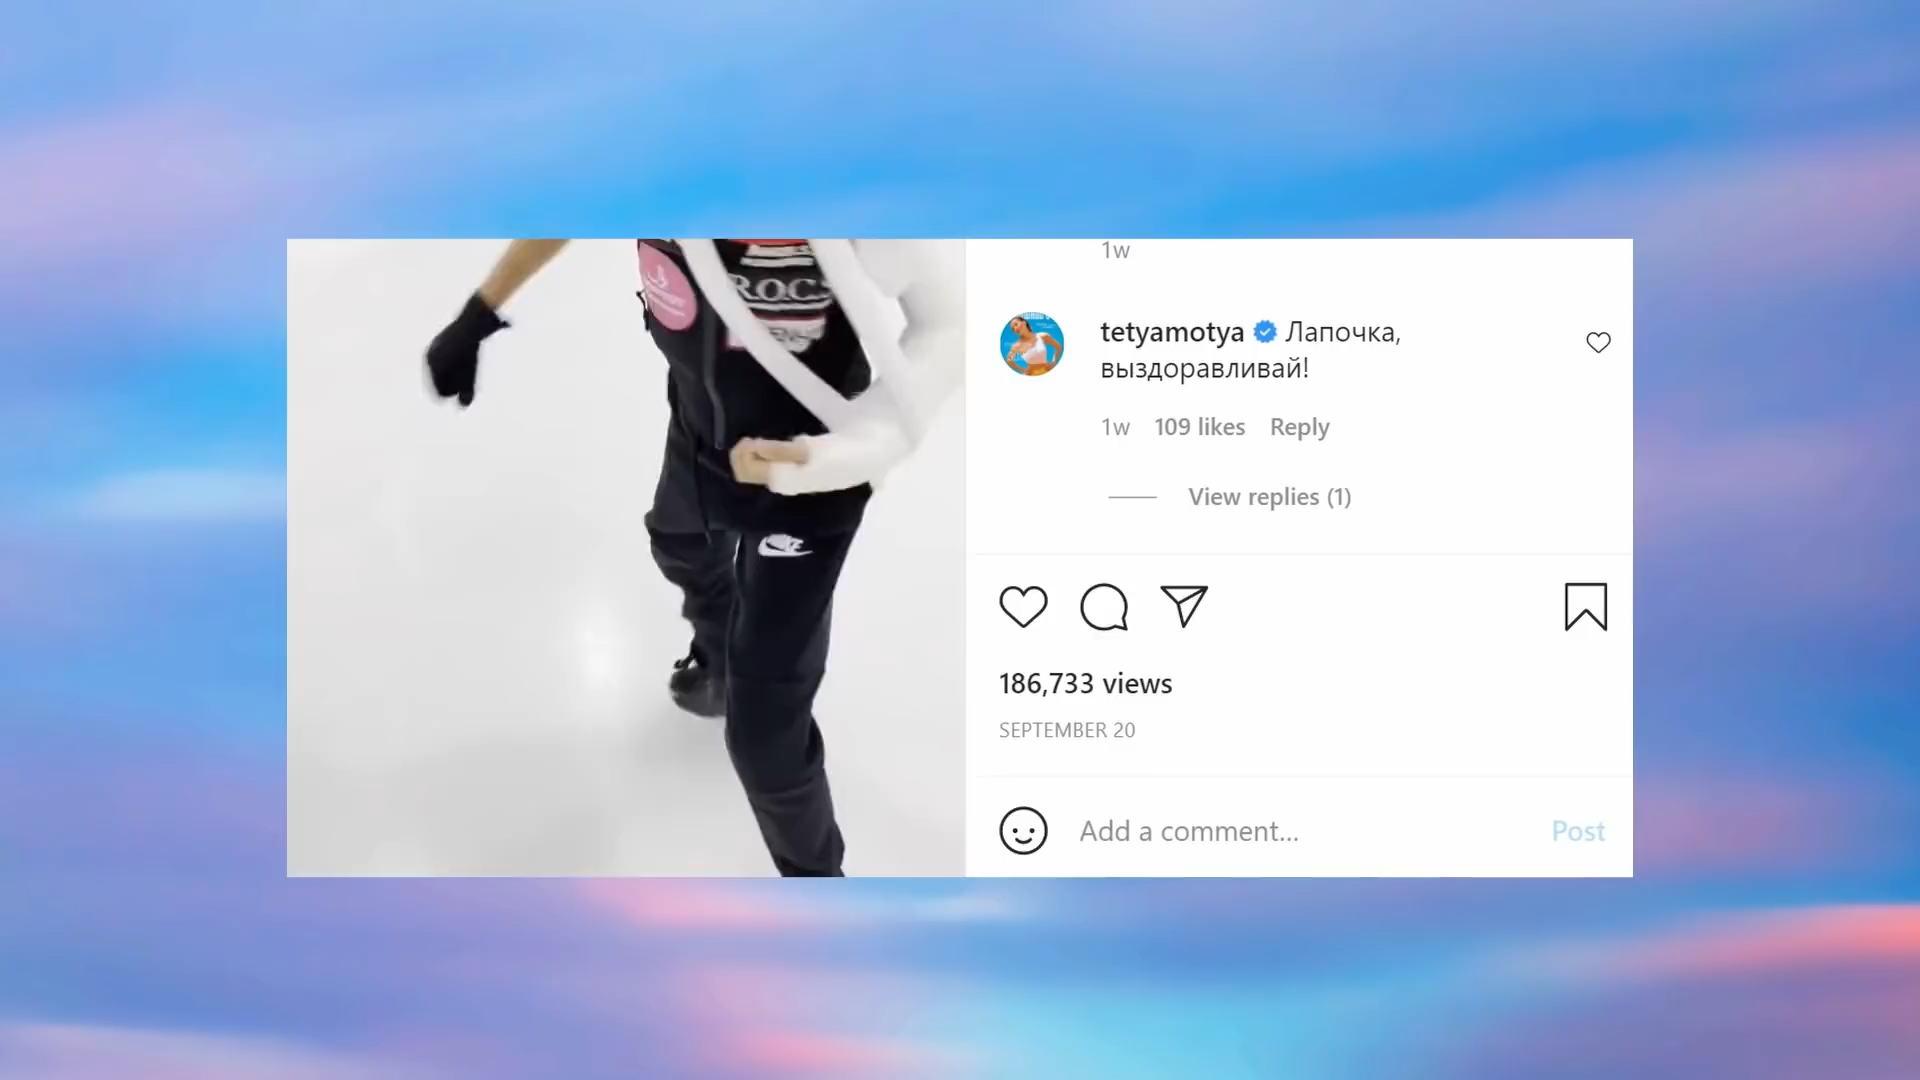 R.O.C.S
1w
tetyamotya Лапочка,
выздоравливай!
1w 109 likes Reply
View replies (1)
186,733 views
SEPTEMBER 20
Add a comment... Post